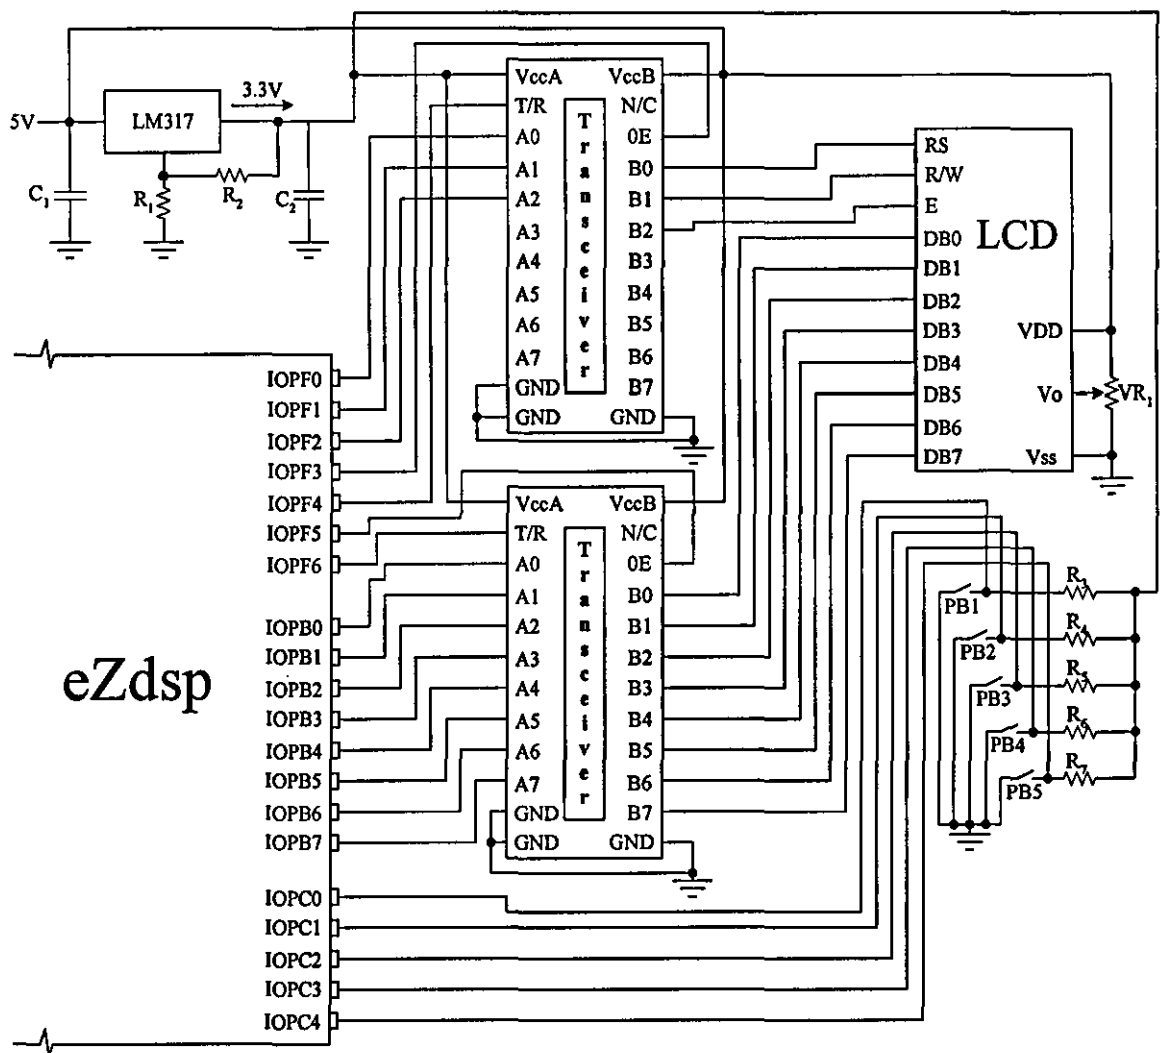 5V
LM317
3.3V
C1
R1
R2
C2
VccA
T/R
A0
A1
A2
A3
A4
A5
A6
A7
GND
GND
Transceiver
VccB
N/C
0E
B0
B1
B2
B3
B4
B5
B6
B7
GND
RS
R/W
E
DB0
DB1
DB2
DB3
DB4
DB5
DB6
DB7
LCD
VDD
Vo
Vss
VR1
eZdsp
IOPF0
IOPF1
IOPF2
IOPF3
IOPF4
IOPF5
IOPF6
IOPB0
IOPB1
IOPB2
IOPB3
IOPB4
IOPB5
IOPB6
IOPB7
IOPC0
IOPC1
IOPC2
IOPC3
IOPC4
VccA
T/R
A0
A1
A2
A3
A4
A5
A6
A7
GND
GND
Transceiver
VccB
N/C
0E
B0
B1
B2
B3
B4
B5
B6
B7
GND
PB1
PB2
PB3
PB4
PB5
R3
R4
R5
R6
R7